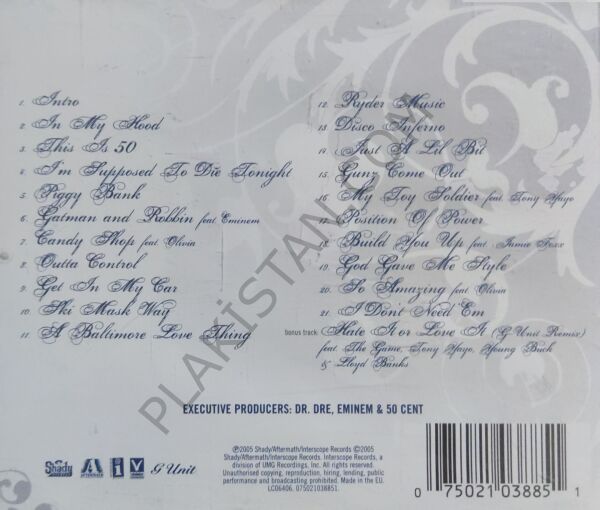 1. Intro
2. In My Hood
3. This Is 50
4. I'm Supposed To Die Tonight
5. Piggy Bank
6. Gatman and Robbin feat. Eminem
7. Candy Shop feat. Olivia
8. Outta Control
9. Get In My Car
10. Ski Mask Way
11. A Baltimore Love Thing
12. Ryder Music
13. Disco Inferno
14. Just A Lil Bit
15. Gunz Come Out
16. My Toy Soldier feat. Tony Yayo
17. Position Of Power
18. Build You Up feat. Jamie Foxx
19. God Gave Me Style
20. So Amazing feat. Olivia
21. I Don't Need 'Em
bonus track: Hate It or Love It (G-Unit Remix)
feat. The Game, Tony Yayo, Young Buck
& Lloyd Banks
PLAKİSTAN.COM
EXECUTIVE PRODUCERS: DR. DRE, EMINEM & 50 CENT
Shady
AFTERMATH
G Unit
℗2005 Shady/Aftermath/Interscope Records ©2005
Shady/Aftermath/Interscope Records. Interscope Records, a
division of UMG Recordings, Inc. All rights reserved.
Unauthorised copying, reproduction, hiring, lending, public
performance and broadcasting prohibited. Made in the EU.
LC06406. 075021038851.
0 75021 03885 1